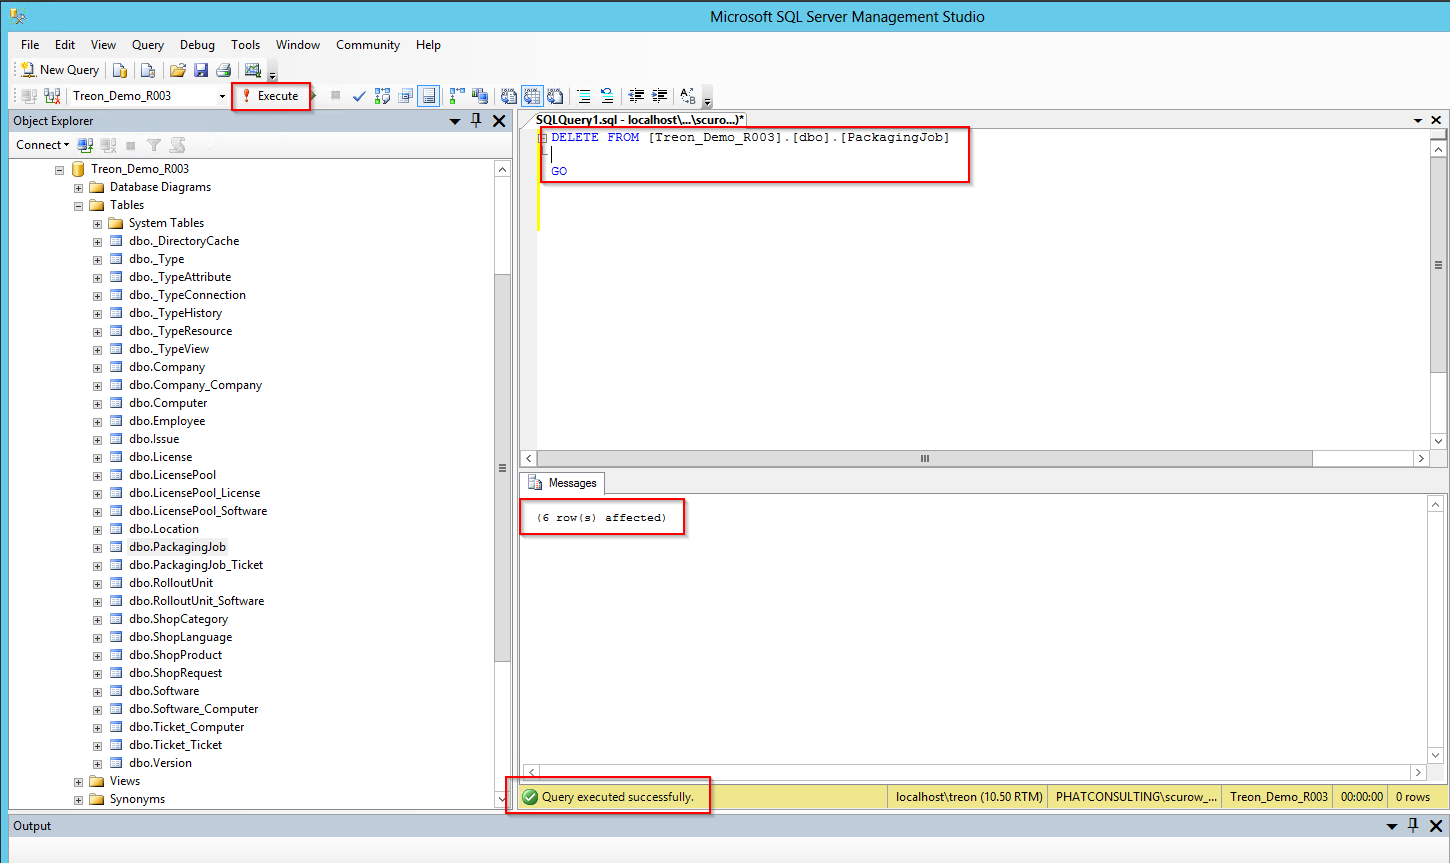 Microsoft SQL Server Management Studio
File Edit View Query Debug Tools Window Community Help
New Query
Treon_Demo_R003 Execute
Object Explorer
Connect
Treon_Demo_R003
Database Diagrams
Tables
System Tables
dbo._DirectoryCache
dbo._Type
dbo._TypeAttribute
dbo._TypeConnection
dbo._TypeHistory
dbo._TypeResource
dbo._TypeView
dbo.Company
dbo.Company_Company
dbo.Computer
dbo.Employee
dbo.Issue
dbo.License
dbo.LicensePool
dbo.LicensePool_License
dbo.LicensePool_Software
dbo.Location
dbo.PackagingJob
dbo.PackagingJob_Ticket
dbo.RolloutUnit
dbo.RolloutUnit_Software
dbo.ShopCategory
dbo.ShopLanguage
dbo.ShopProduct
dbo.ShopRequest
dbo.Software
dbo.Software_Computer
dbo.Ticket_Computer
dbo.Ticket_Ticket
dbo.Version
Views
Synonyms
SQLQuery1.sql - localhost\...\scuro...)*
DELETE FROM [Treon_Demo_R003].[dbo].[PackagingJob]
GO
Messages
(6 row(s) affected)
Query executed successfully. localhost\treon (10.50 RTM) PHATCONSULTING\scurow_... Treon_Demo_R003 00:00:00 0 rows
Output